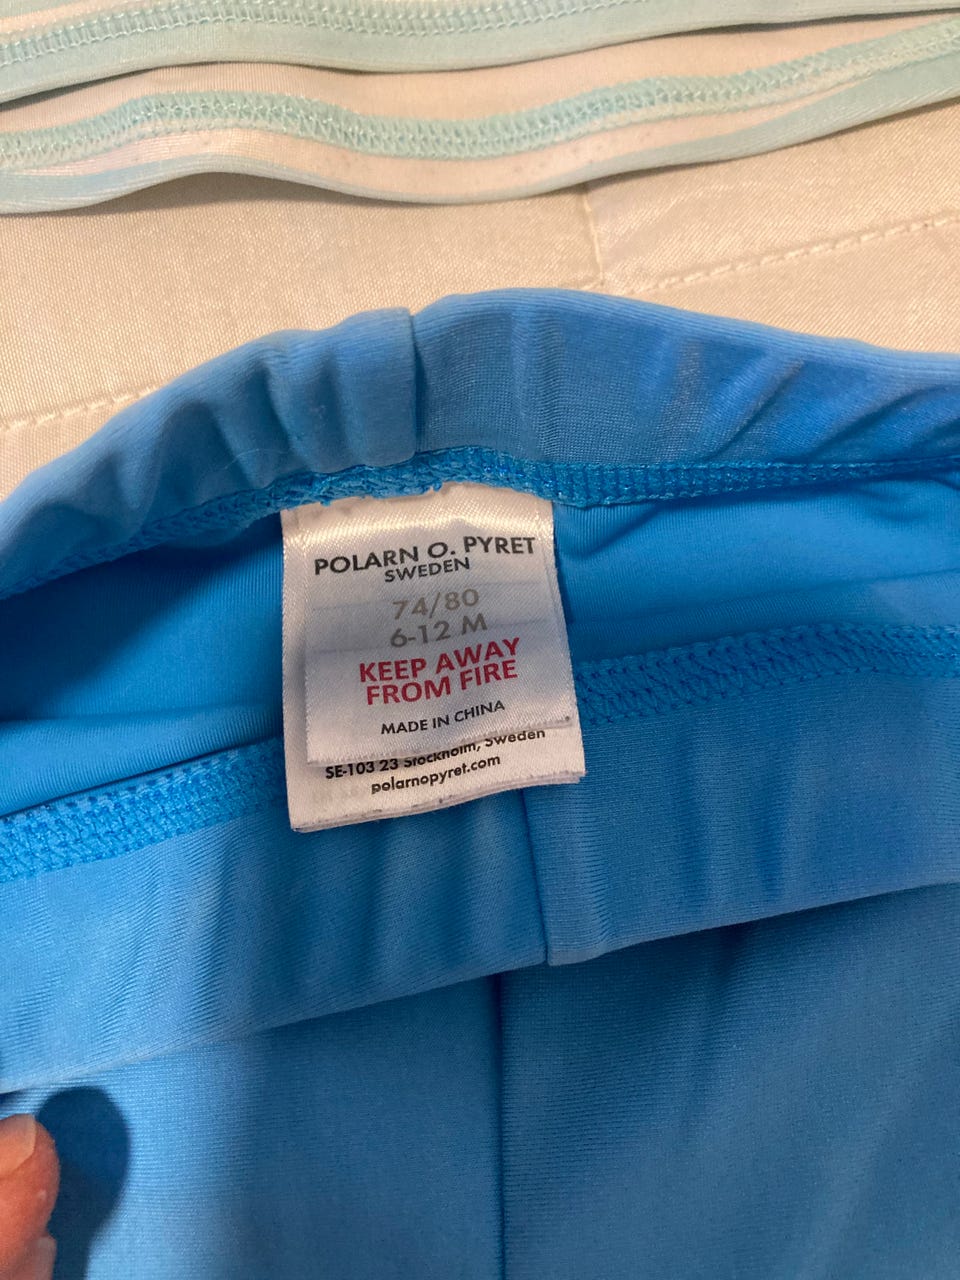 POLARN O. PYRET
SWEDEN
74/80
6-12 M
KEEP AWAY
FROM FIRE
MADE IN CHINA
SE-103 23 Stockholm, Sweden
polarnopyret.com